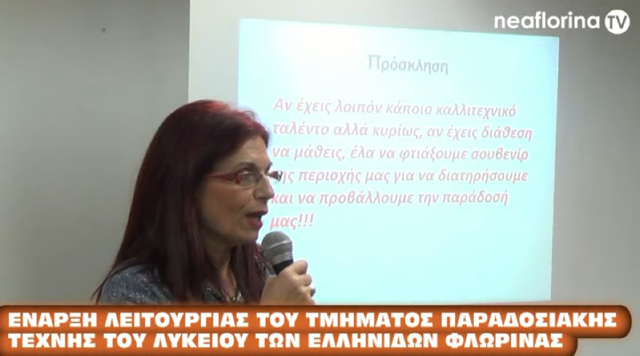 neaflorina TV
Πρόσκληση
Αν έχεις λοιπόν κάποιο καλλιτεχνικό
ταλέντο αλλά κυρίως, αν έχεις διάθεση
να μάθεις, έλα να φτιάξουμε σουβενίρ
της περιοχής μας για να διατηρήσουμε
και να προβάλλουμε την παράδοσή
μας!!!
ΕΝΑΡΞΗ ΛΕΙΤΟΥΡΓΙΑΣ ΤΟΥ ΤΜΗΜΑΤΟΣ ΠΑΡΑΔΟΣΙΑΚΗΣ
ΤΕΧΝΗΣ ΤΟΥ ΛΥΚΕΙΟΥ ΤΩΝ ΕΛΛΗΝΙΔΩΝ ΦΛΩΡΙΝΑΣ